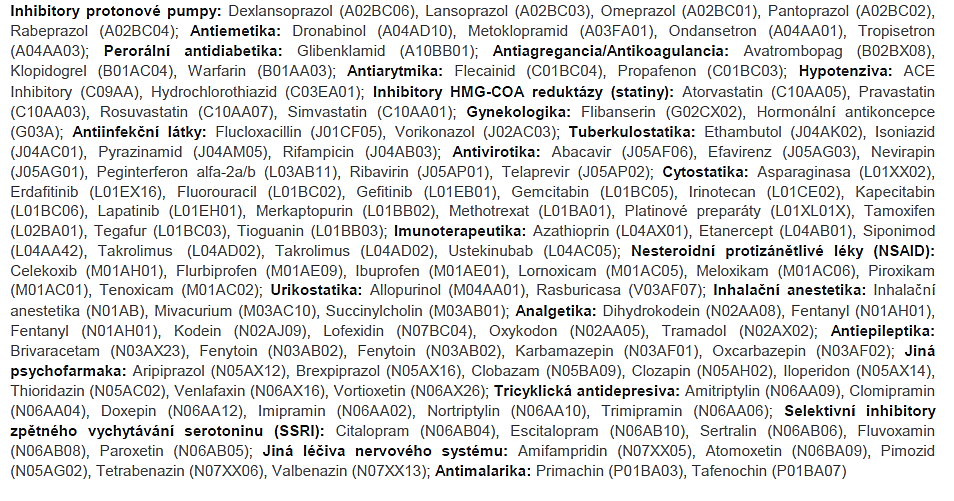 Inhibitory protonové pumpy: Dexlansoprazol (A02BC06), Lansoprazol (A02BC03), Omeprazol (A02BC01), Pantoprazol (A02BC02),
Rabeprazol (A02BC04); Antiemetika: Dronabinol (A04AD10), Metoklopramid (A03FA01), Ondansetron (A04AA01), Tropisetron
(A04AA03); Perorální antidiabetika: Glibenklamid (A10BB01); Antiagregancia/Antikoagulancia: Avatrombopag (B02BX08),
Klopidogrel (B01AC04), Warfarin (B01AA03); Antiarytmika: Flecainid (C01BC04), Propafenon (C01BC03); Hypotenziva: ACE
Inhibitory (C09AA), Hydrochlorothiazid (C03EA01); Inhibitory HMG-COA reduktázy (statiny): Atorvastatin (C10AA05), Pravastatin
(C10AA03), Rosuvastatin (C10AA07), Simvastatin (C10AA01); Gynekologika: Flibanserin (G02CX02), Hormonální antikoncepce
(G03A); Antiinfekční látky: Flucloxacillin (J01CF05), Vorikonazol (J02AC03); Tuberkulostatika: Ethambutol (J04AK02), Isoniazid
(J04AC01), Pyrazinamid (J04AM05), Rifampicin (J04AB03); Antivirotika: Abacavir (J05AF06), Efavirenz (J05AG03), Nevirapin
(J05AG01), Peginterferon alfa-2a/b (L03AB11), Ribavirin (J05AP01), Telaprevir (J05AP02); Cytostatika: Asparaginasa (L01XX02),
Erdafitinib (L01EX16), Fluorouracil (L01BC02), Gefitinib (L01EB01), Gemcitabin (L01BC05), Irinotecan (L01CE02), Kapecitabin
(L01BC06), Lapatinib (L01EH01), Merkaptopurin (L01BB02), Methotrexat (L01BA01), Platinové preparáty (L01XL01X), Tamoxifen
(L02BA01), Tegafur (L01BC03), Tioguanin (L01BB03); Imunoterapeutika: Azathioprin (L04AX01), Etanercept (L04AB01), Siponimod
(L04AA42), Takrolimus (L04AD02), Takrolimus (L04AD02), Ustekinubab (L04AC05); Nesteroidní protizánětlivé léky (NSAID):
Celekoxib (M01AH01), Flurbiprofen (M01AE09), Ibuprofen (M01AE01), Lornoxicam (M01AC05), Meloxikam (M01AC06), Piroxikam
(M01AC01), Tenoxicam (M01AC02); Urikostatika: Allopurinol (M04AA01), Rasburicasa (V03AF07); Inhalační anestetika: Inhalační
anestetika (N01AB), Mivacurium (M03AC10), Succinylcholin (M03AB01); Analgetika: Dihydrokodein (N02AA08), Fentanyl (N01AH01),
Fentanyl (N01AH01), Kodein (N02AJ09), Lofexidin (N07BC04), Oxykodon (N02AA05), Tramadol (N02AX02); Antiepileptika:
Brivaracetam (N03AX23), Fenytoin (N03AB02), Fenytoin (N03AB02), Karbamazepin (N03AF01), Oxcarbazepin (N03AF02); Jiná
psychofarmaka: Aripiprazol (N05AX12), Brexpiprazol (N05AX16), Clobazam (N05BA09), Clozapin (N05AH02), Iloperidon (N05AX14),
Thioridazin (N05AC02), Venlafaxin (N06AX16), Vortioxetin (N06AX26); Tricyklická antidepresiva: Amitriptylin (N06AA09), Clomipramin
(N06AA04), Doxepin (N06AA12), Imipramin (N06AA02), Nortriptylin (N06AA10), Trimipramin (N06AA06); Selektivní inhibitory
zpětného vychytávání serotoninu (SSRI): Citalopram (N06AB04), Escitalopram (N06AB10), Sertralin (N06AB06), Fluvoxamin
(N06AB08), Paroxetin (N06AB05); Jiná léčiva nervového systému: Amifampridin (N07XX05), Atomoxetin (N06BA09), Pimozid
(N05AG02), Tetrabenazin (N07XX06), Valbenazin (N07XX13); Antimalarika: Primachin (P01BA03), Tafenochin (P01BA07)